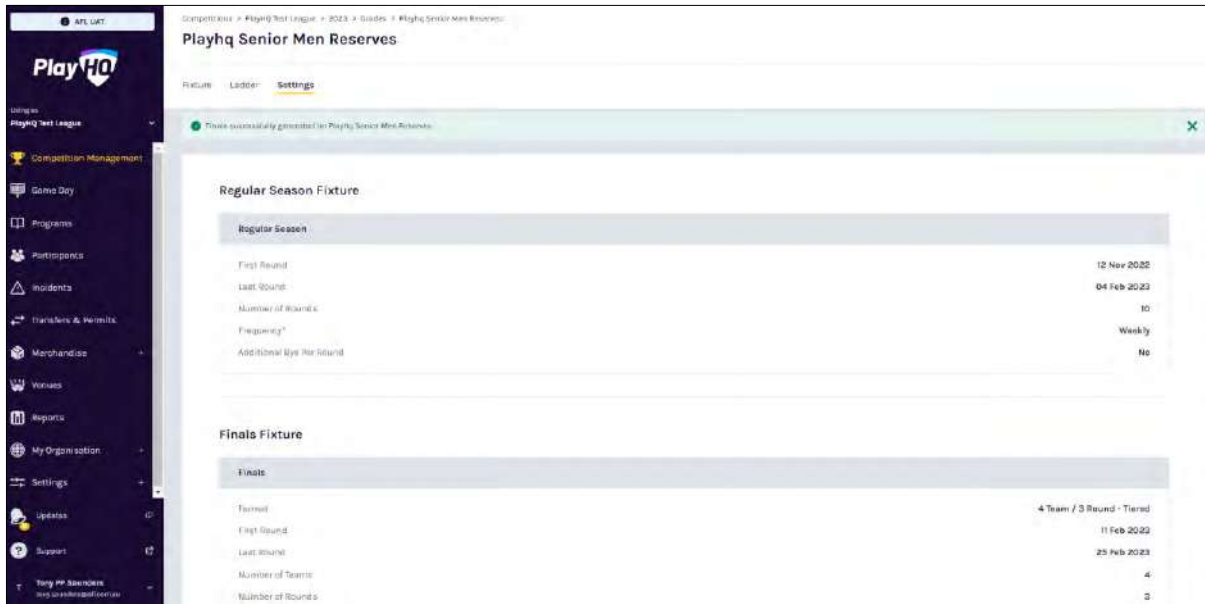 AFL UAT
PlayHQ
Using as
PlayHQ Test League
Competition Management
Game Day
Programs
Participants
Incidents
Transfers & Permits
Merchandise +
Venues
Reports
My Organisation +
Settings +
Updates
? Support
T Tony PP Saunders
Competitions > PlayHQ Test League > 2023 > Grades > Playhq Senior Men Reserves
Playhq Senior Men Reserves
Fixture Ladder Settings
Finals successfully generated for Playhq Senior Men Reserves
Regular Season Fixture
Regular Season
First Round 12 Nov 2022
Last Round 04 Feb 2023
Number of Rounds 10
Frequency* Weekly
Additional Bye Per Round No
Finals Fixture
Finals
Format 4 Team / 3 Round - Tiered
First Round 11 Feb 2023
Last Round 25 Feb 2023
Number of Teams 4
Number of Rounds 3